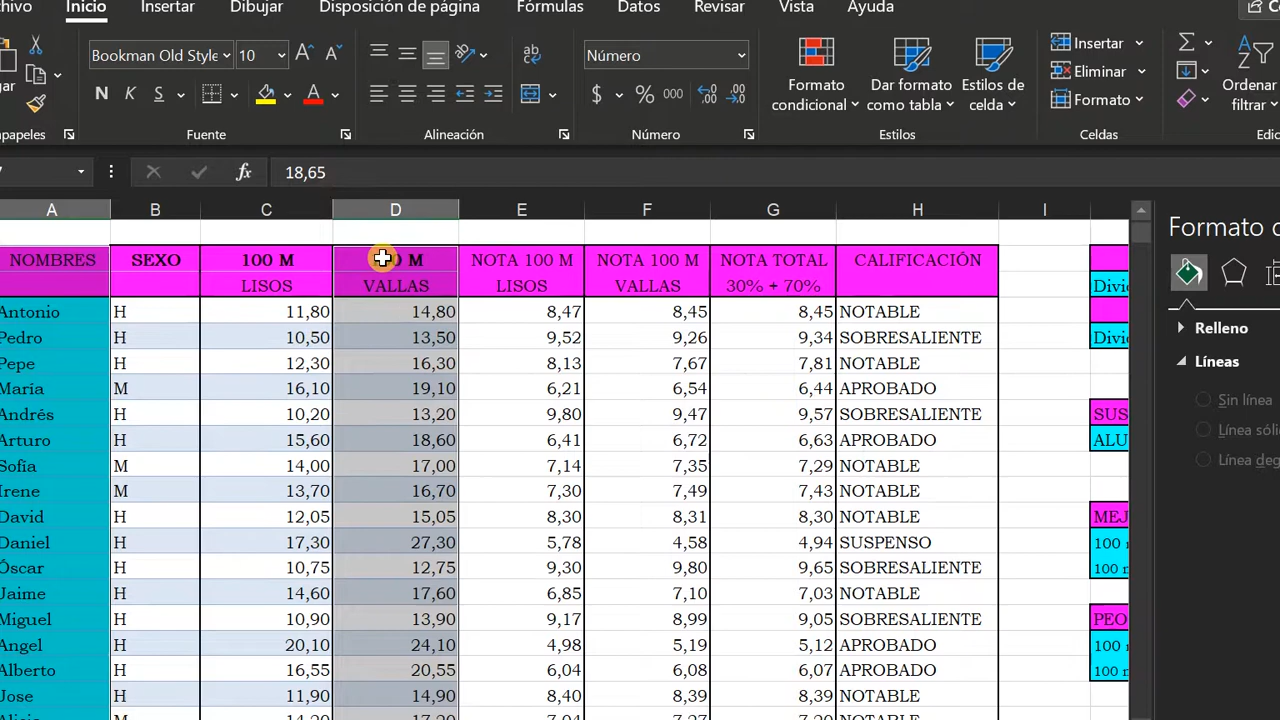 chivo Inicio Insertar Dibujar Disposición de página Fórmulas Datos Revisar Vista Ayuda
Bookman Old Style 10 Número Insertar
Formato Dar formato Estilos de Eliminar Ordenar
condicional como tabla celda Formato filtrar
N K S $ % 000
papeles Fuente Alineación Número Estilos Celdas Edic
fx 18,65
A B C D E F G H I
NOMBRES SEXO 100 M 0 M NOTA 100 M NOTA 100 M NOTA TOTAL CALIFICACIÓN
LISOS VALLAS LISOS VALLAS 30% + 70%
Antonio H 11,80 14,80 8,47 8,45 8,45 NOTABLE
Pedro H 10,50 13,50 9,52 9,26 9,34 SOBRESALIENTE
Pepe H 12,30 16,30 8,13 7,67 7,81 NOTABLE
María M 16,10 19,10 6,21 6,54 6,44 APROBADO
Andrés H 10,20 13,20 9,80 9,47 9,57 SOBRESALIENTE
Arturo H 15,60 18,60 6,41 6,72 6,63 APROBADO
Sofía M 14,00 17,00 7,14 7,35 7,29 NOTABLE
Irene M 13,70 16,70 7,30 7,49 7,43 NOTABLE
David H 12,05 15,05 8,30 8,31 8,30 NOTABLE
Daniel H 17,30 27,30 5,78 4,58 4,94 SUSPENSO
Óscar H 10,75 12,75 9,30 9,80 9,65 SOBRESALIENTE
Jaime H 14,60 17,60 6,85 7,10 7,03 NOTABLE
Miguel H 10,90 13,90 9,17 8,99 9,05 SOBRESALIENTE
Angel H 20,10 24,10 4,98 5,19 5,12 APROBADO
Alberto H 16,55 20,55 6,04 6,08 6,07 APROBADO
Jose H 11,90 14,90 8,40 8,39 8,39 NOTABLE
Divid
Divid
SUS
ALU
MEJ
100 m
100 m
PEO
100 m
100 m
Formato d
Relleno
Líneas
Sin línea
Línea sóli
Línea deg